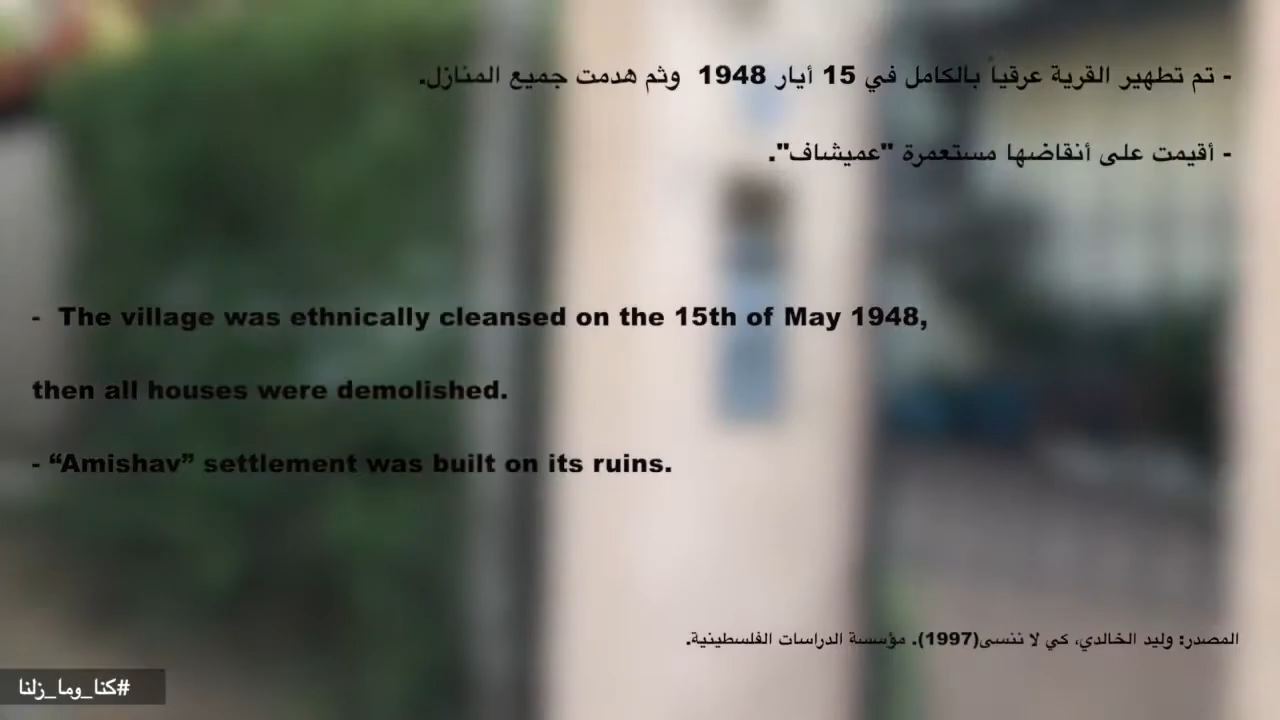 - تم تطهير القرية عرقياً بالكامل في 15 أيار 1948 وثم هدمت جميع المنازل.
- أقيمت على أنقاضها مستعمرة "عميشاف".
- The village was ethnically cleansed on the 15th of May 1948,
then all houses were demolished.
- “Amishav” settlement was built on its ruins.
المصدر: وليد الخالدي، كي لا ننسى(1997). مؤسسة الدراسات الفلسطينية.
#كنا_وما_زلنا